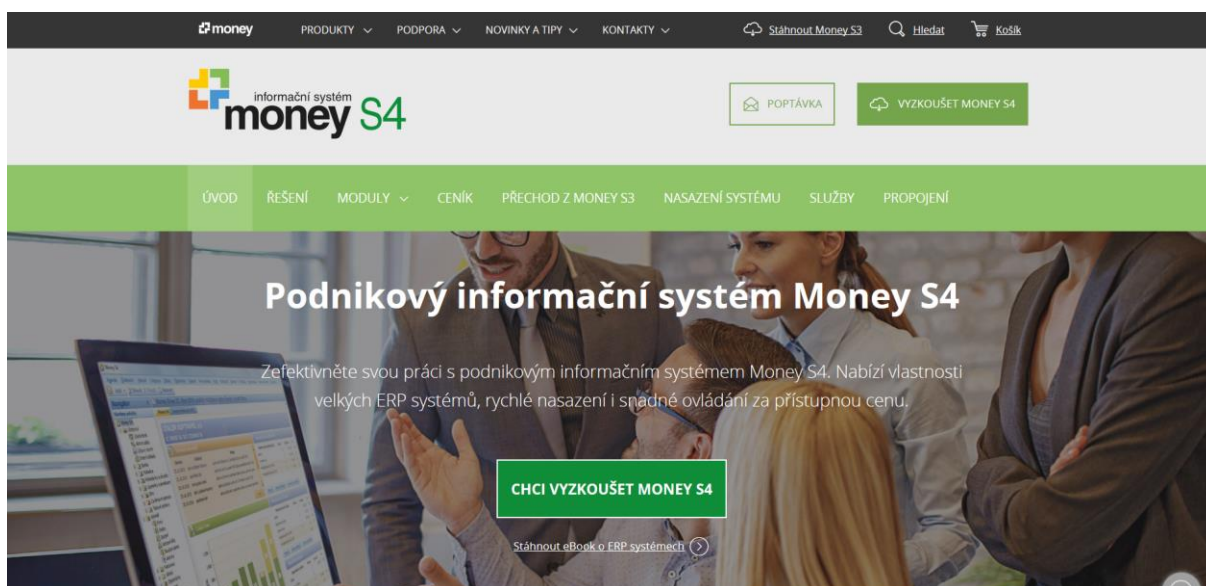 money PRODUKTY PODPORA NOVINKY A TIPY KONTAKTY Stáhnout Money S3 Hledat Košík
informační systém
money S4
POPTÁVKA VYZKOUŠET MONEY S4
ÚVOD ŘEŠENÍ MODULY CENÍK PŘECHOD Z MONEY S3 NASAZENÍ SYSTÉMU SLUŽBY PROPOJENÍ
Podnikový informační systém Money S4
Zefektivněte svou práci s podnikovým informačním systémem Money S4. Nabízí vlastnosti
velkých ERP systémů, rychlé nasazení i snadné ovládání za přístupnou cenu.
CHCI VYZKOUŠET MONEY S4
Stáhnout eBook o ERP systémech